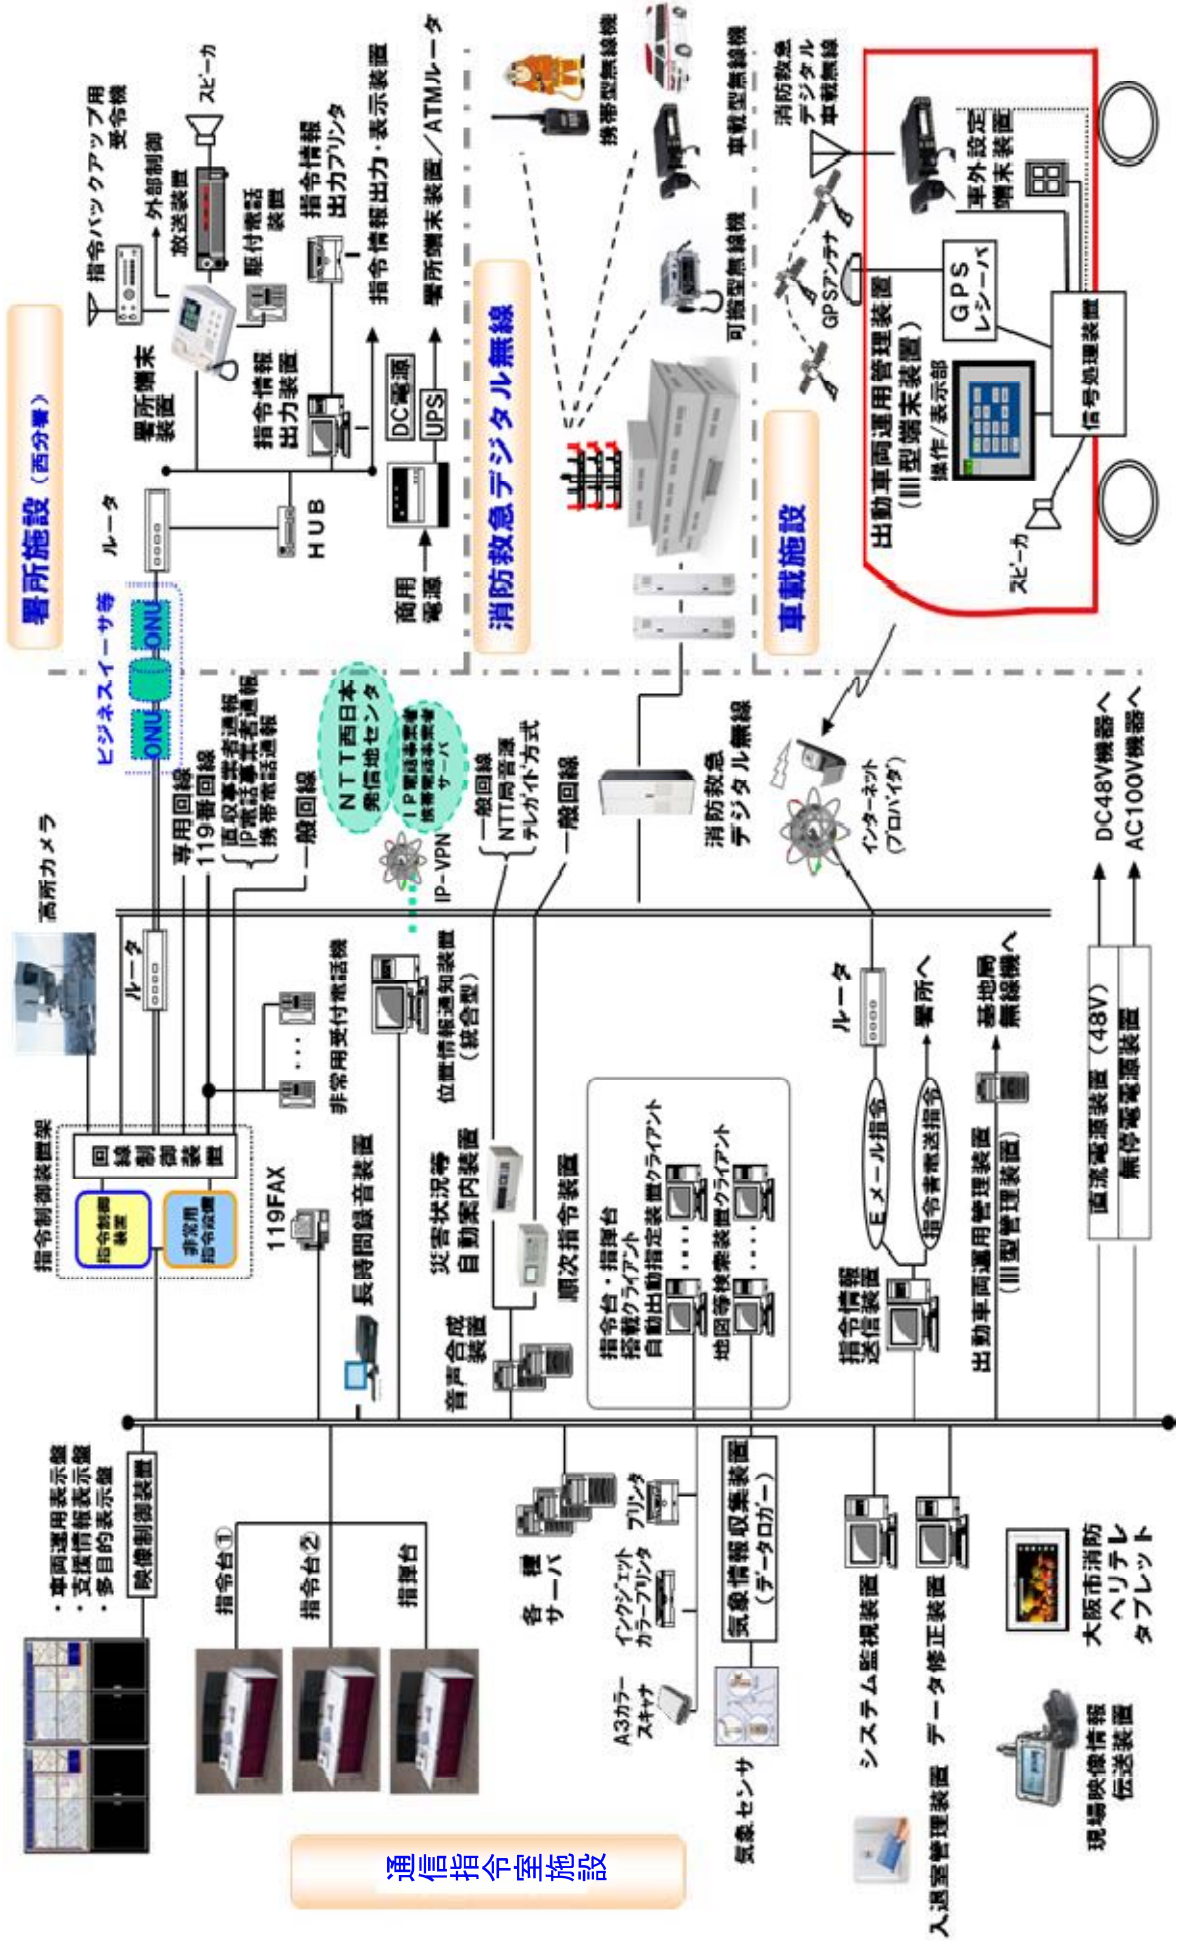 通信指令室施設
・車両運用表示盤
・支援情報表示盤
・多目的表示盤
映像制御装置
指令台①
指令台②
指揮台
各種
サーバ
プリンタ
インクジェット
カラープリンタ
A3カラー
スキャナ
気象情報収集装置
(データロガー)
気象センサ
システム監視装置
データ修正装置
入退室管理装置
大阪市消防
ヘリテレ
タブレット
現場映像情報
伝送装置
高所カメラ
指令制御装置架
指令制御
装置
非常用
指令設備
回線制御装置
ルータ
119FAX
非常用受付電話機
長時間録音装置
位置情報通知装置
(統合型)
災害状況等
自動案内装置
音声合成
装置
順次指令装置
指令台・指揮台
搭載クライアント
自動出動指定装置クライアント
地図等検索装置クライアント
指令情報
送信装置
Eメール指令
指令書電送指令
ルータ
署所へ
出動車両運用管理装置
(Ⅲ型管理装置)
基地局
無線機へ
直流電源装置(48V)
無停電電源装置
DC48V機器へ
AC100V機器へ
ビジネスイーサ等
ONU
ONU
専用回線
119番回線
直収事業者通報
IP電話事業者通報
携帯電話通報
一般回線
NTT西日本
発信地センタ
IP電話事業者
携帯電話事業者
サーバ
IP-VPN
一般回線
NTT局音源
テレガイド方式
一般回線
消防救急
デジタル無線
インターネット
(プロバイダ)
署所施設(西分署)
ルータ
HUB
指令バックアップ用
受令機
外部制御
放送装置
スピーカ
署所端末
装置
駆付電話
装置
指令情報
出力装置
指令情報
出力プリンタ
指令情報出力・表示装置
商用
電源
DC電源
UPS
署所端末装置/ATMルータ
消防救急デジタル無線
携帯型無線機
車載型無線機
可搬型無線機
車載施設
GPSアンテナ
消防救急
デジタル
車載無線
出動車両運用管理装置
(Ⅲ型端末装置)
操作/表示部
GPS
レシーバ
車外設定
端末装置
信号処理装置
スピーカ